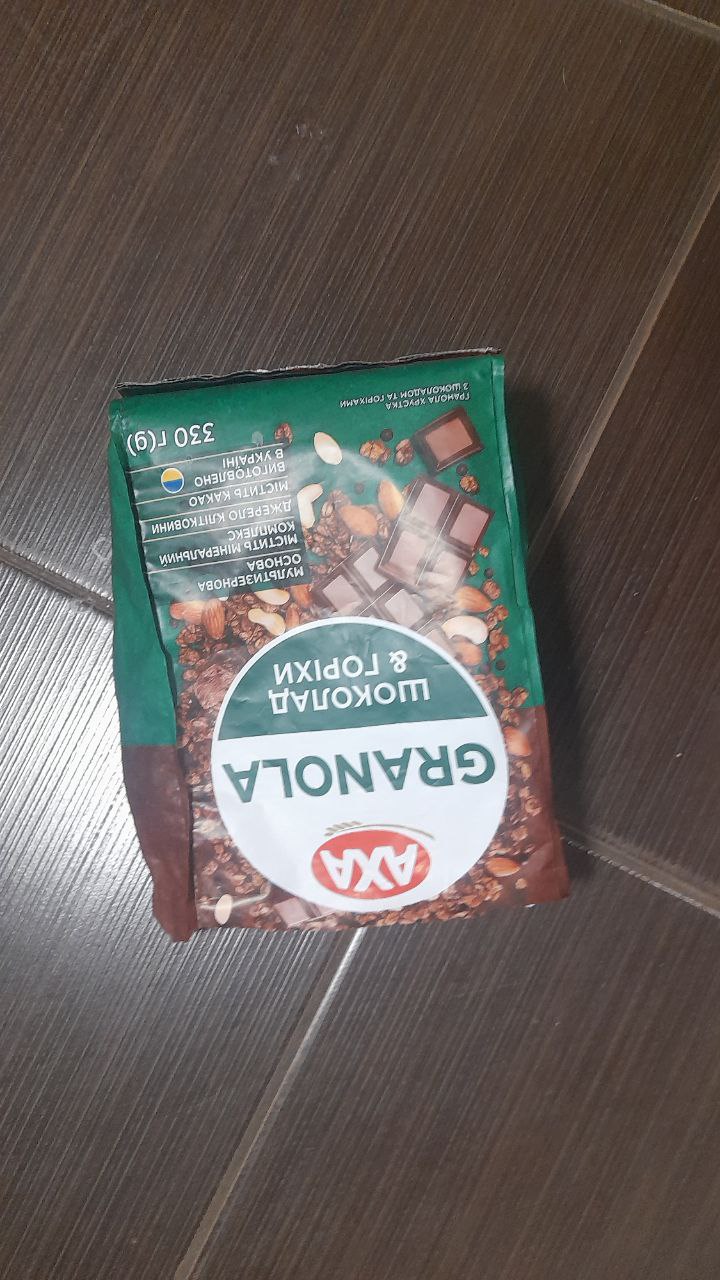 AXA
GRANOLA
ШОКОЛАД
& ГОРІХИ
МУЛЬТИЗЕРНОВА
ОСНОВА
МІСТИТЬ МІНЕРАЛЬНИЙ
КОМПЛЕКС
ДЖЕРЕЛО КЛІТКОВИНИ
МІСТИТЬ КАКАО
ВИГОТОВЛЕНО
В УКРАЇНІ
330 г(g)
ГРАНОЛА ХРУСТКА
З ШОКОЛАДОМ ТА ГОРІХАМИ